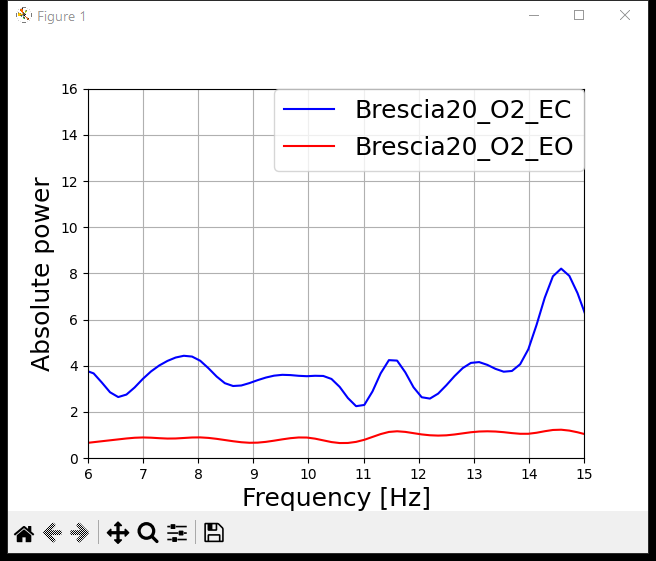 Figure 1
Brescia20_O2_EC
Brescia20_O2_EO
Absolute power
16
14
12
10
8
6
4
2
0
6 7 8 9 10 11 12 13 14 15
Frequency [Hz]